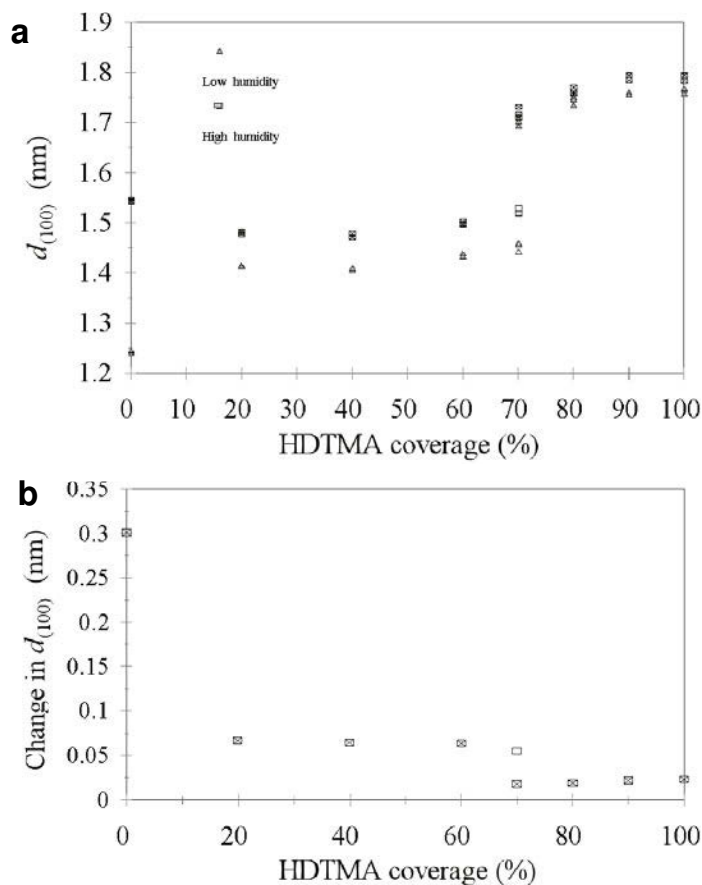 a
1.9
1.8
1.7
1.6
1.5
1.4
1.3
1.2
d(100) (nm)
Low humidity
High humidity
0 10 20 30 40 50 60 70 80 90 100
HDTMA coverage (%)
b
0.35
0.3
0.25
0.2
0.15
0.1
0.05
0
Change in d(100) (nm)
0 20 40 60 80 100
HDTMA coverage (%)